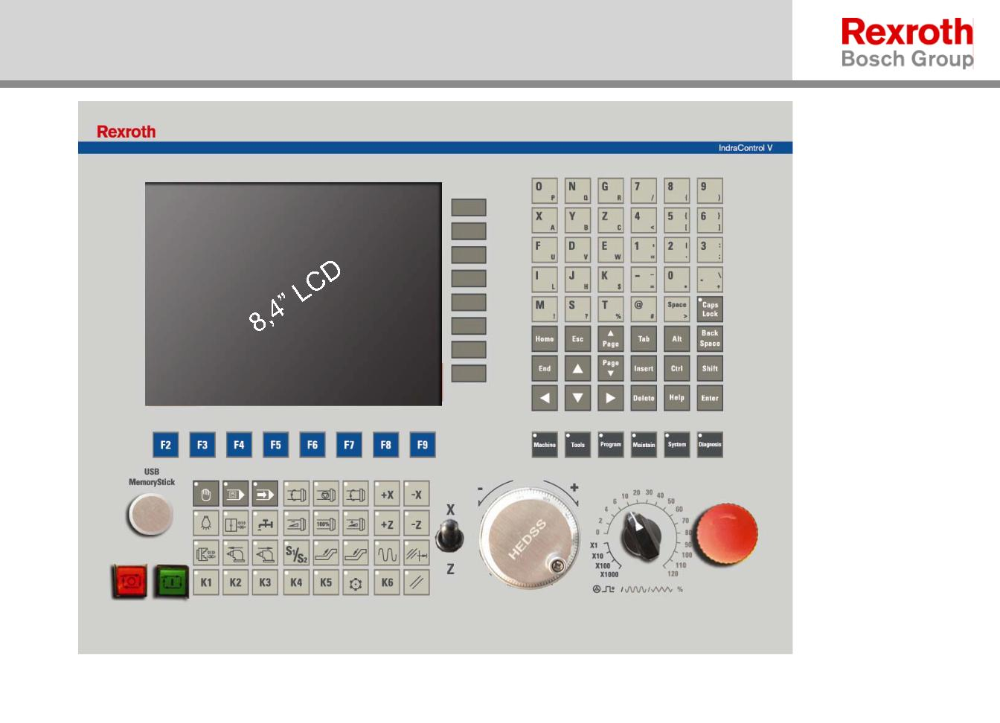 Rexroth
Bosch Group
Rexroth
IndraControl V
8,4” LCD
O P N Q G R 7 / 8 ( 9 )
X A Y B Z C 4 < 5 { [ 6 } ]
F U D V E W 1 2 3 : ;
I L J H K $ - = 0 * . \ +
M ! S ? T % @ # Space > Caps Lock
Home Esc ▲ Page Tab Alt Back Space
End ▲ Page ▼ Insert Ctrl Shift
◀ ▼ ▶ Delete Help Enter
F2 F3 F4 F5 F6 F7 F8 F9
Machine Tools Program Maintain System Diagnosis
USB
MemoryStick
+X -X
100% +Z -Z
S1/S2
K1 K2 K3 K4 K5 K6
X
Z
- +
HEDSS
0 2 4 6 10 20 30 40 50 60 70 80 90 100 110 120
X1
X10
X100
X1000
%